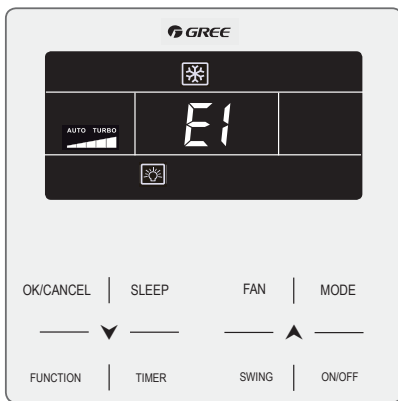 GREE
AUTO TURBO
E1
OK/CANCEL SLEEP FAN MODE
FUNCTION TIMER SWING ON/OFF